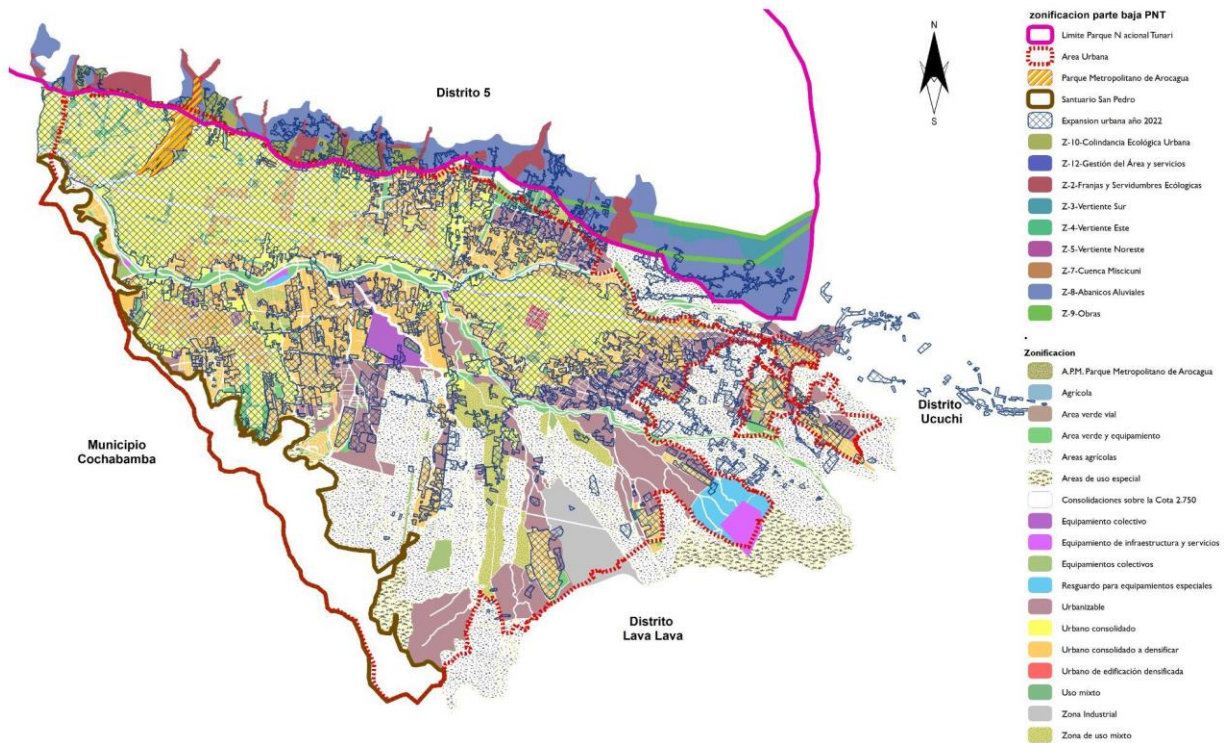 N
S
Distrito 5
Municipio
Cochabamba
Distrito
Ucuchi
Distrito
Lava Lava
zonificacion parte baja PNT
Limite Parque N acional Tunari
Area Urbana
Parque Metropolitano de Arocagua
Santuario San Pedro
Expansion urbana año 2022
Z-10-Colindancia Ecológica Urbana
Z-12-Gestión del Área y servicios
Z-2-Franjas y Servidumbres Ecólogicas
Z-3-Vertiente Sur
Z-4-Vertiente Este
Z-5-Vertiente Noreste
Z-7-Cuenca Miscicuni
Z-8-Abanicos Aluviales
Z-9-Obras
.
Zonificacion
A.P.M. Parque Metropolitano de Arocagua
Agrícola
Area verde vial
Area verde y equipamiento
Areas agrícolas
Areas de uso especial
Consolidaciones sobre la Cota 2.750
Equipamiento colectivo
Equipamiento de infraestructura y servicios
Equipamientos colectivos
Resguardo para equipamientos especiales
Urbanizable
Urbano consolidado
Urbano consolidado a densificar
Urbano de edificación densificada
Uso mixto
Zona Industrial
Zona de uso mixto